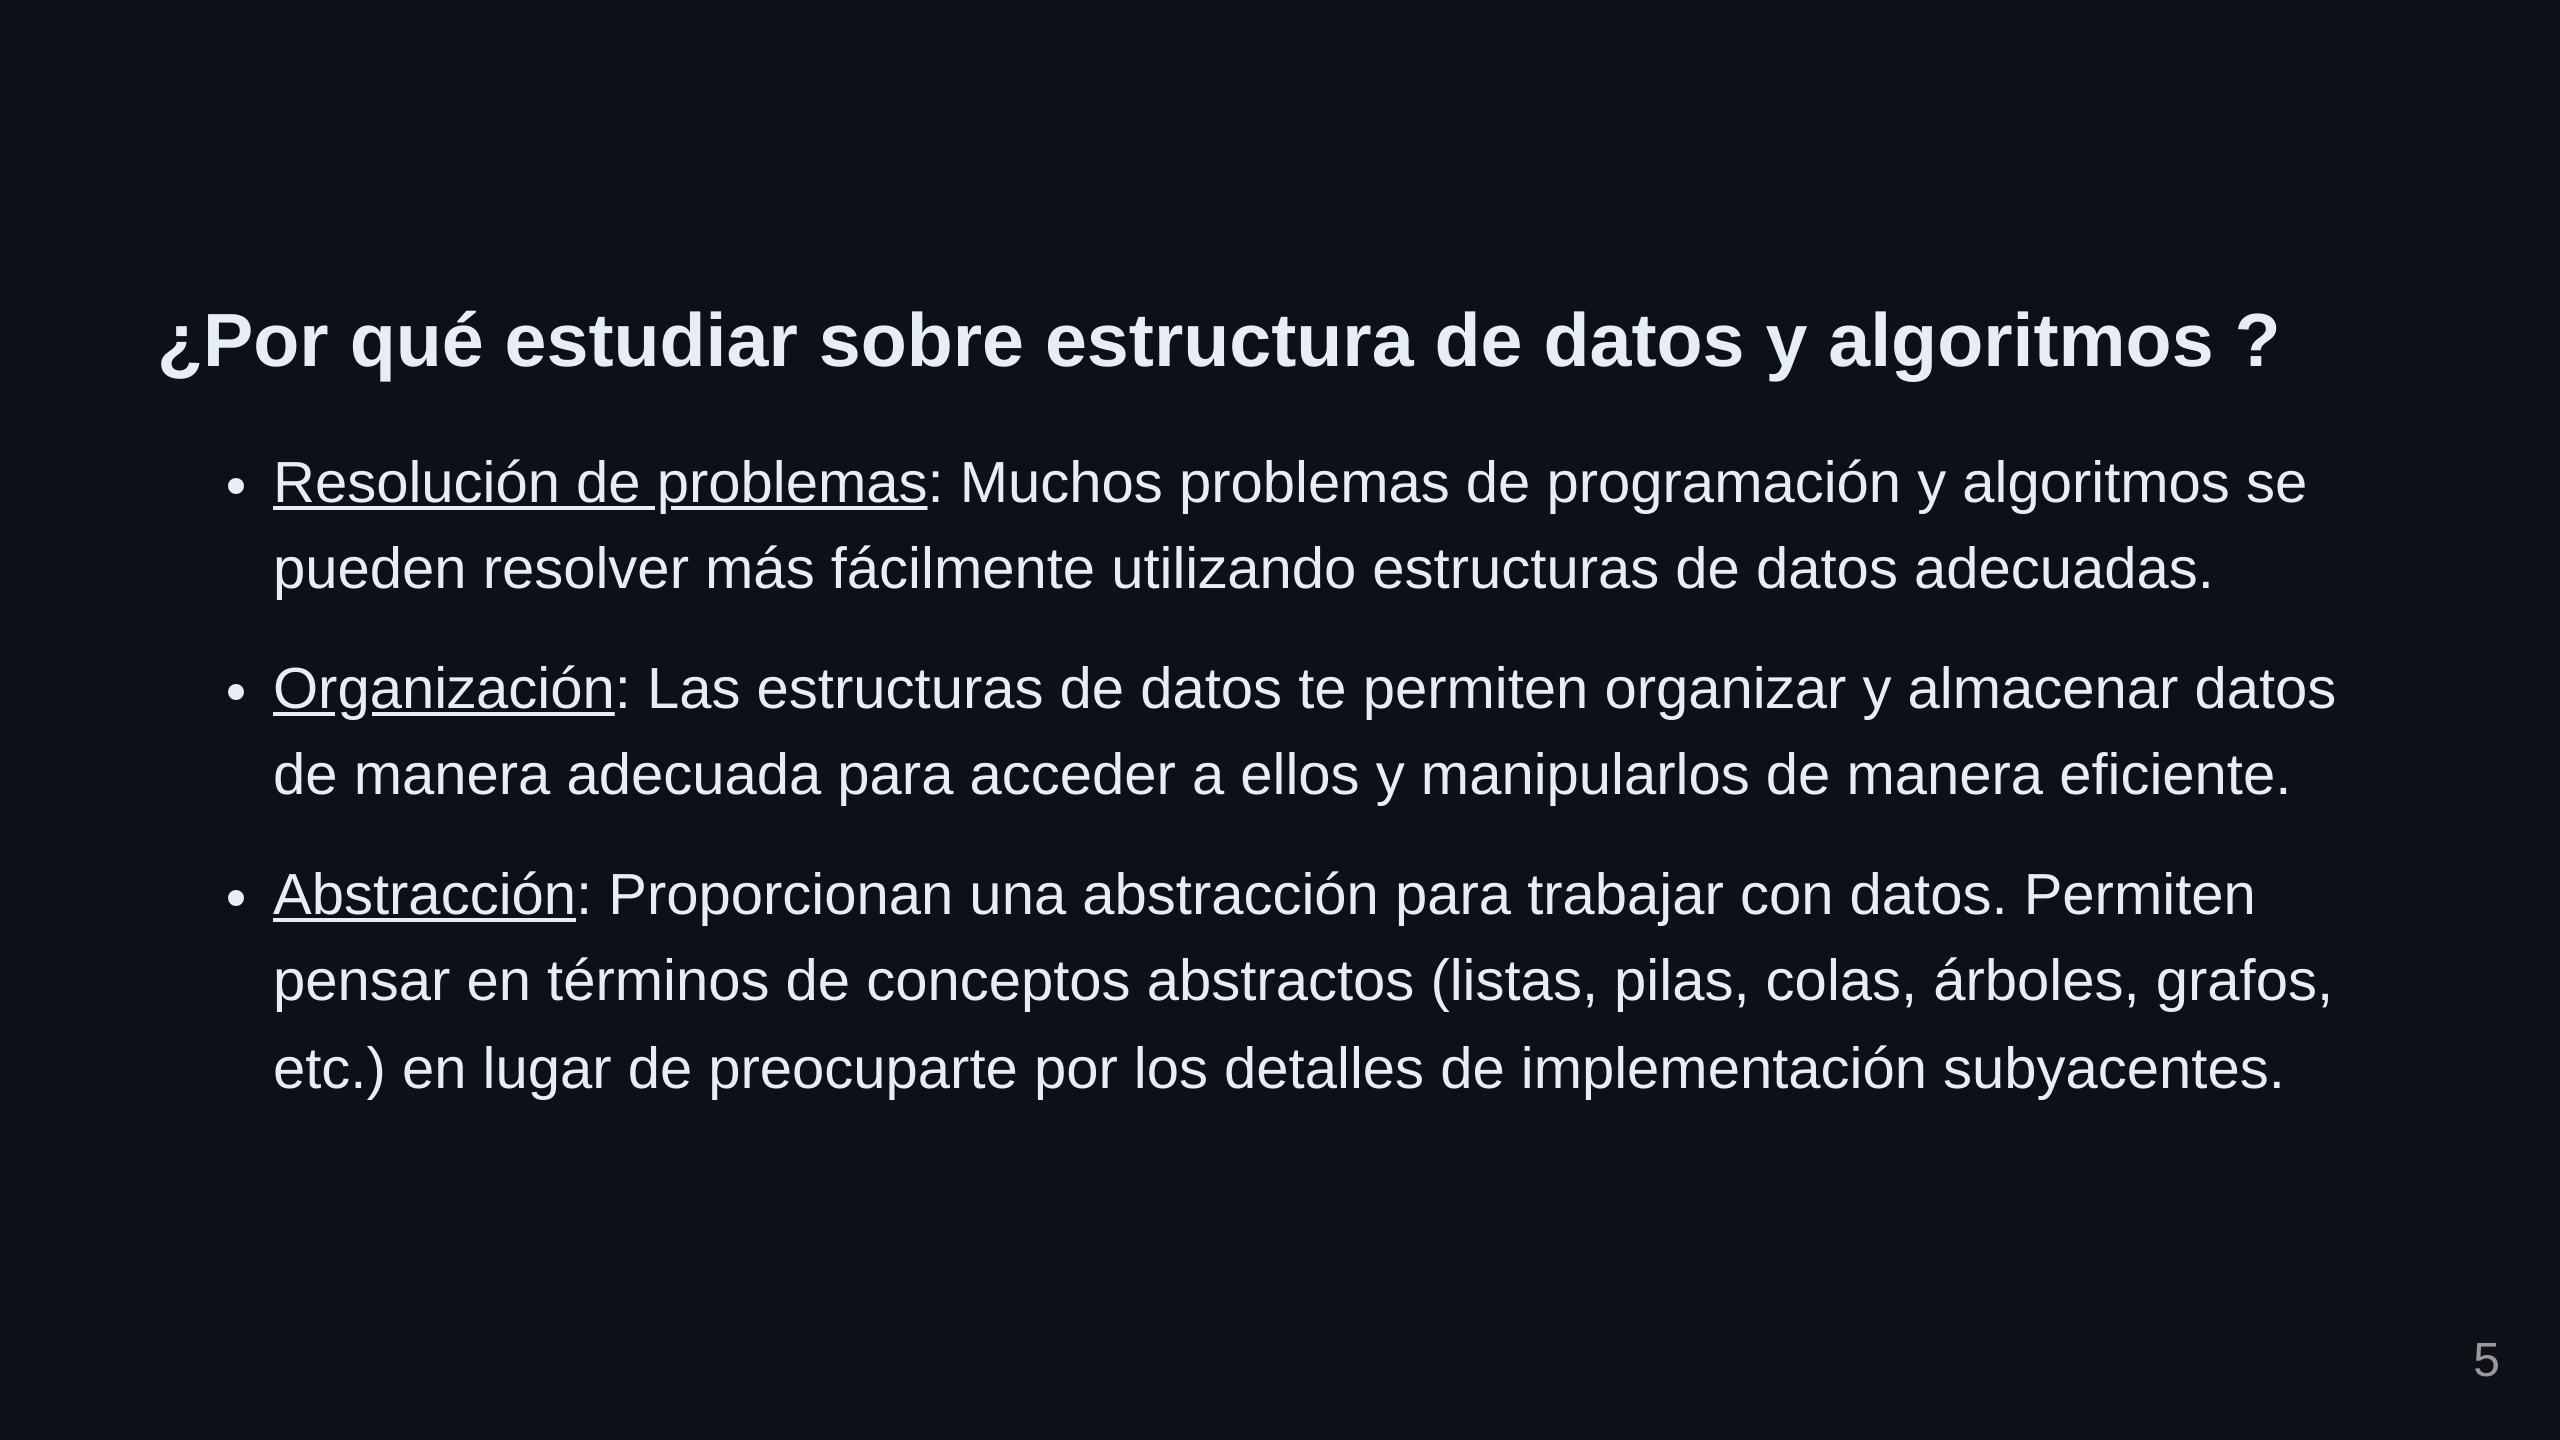 ¿Por qué estudiar sobre estructura de datos y algoritmos ?
• Resolución de problemas: Muchos problemas de programación y algoritmos se
pueden resolver más fácilmente utilizando estructuras de datos adecuadas.
• Organización: Las estructuras de datos te permiten organizar y almacenar datos
de manera adecuada para acceder a ellos y manipularlos de manera eficiente.
• Abstracción: Proporcionan una abstracción para trabajar con datos. Permiten
pensar en términos de conceptos abstractos (listas, pilas, colas, árboles, grafos,
etc.) en lugar de preocuparte por los detalles de implementación subyacentes.
5